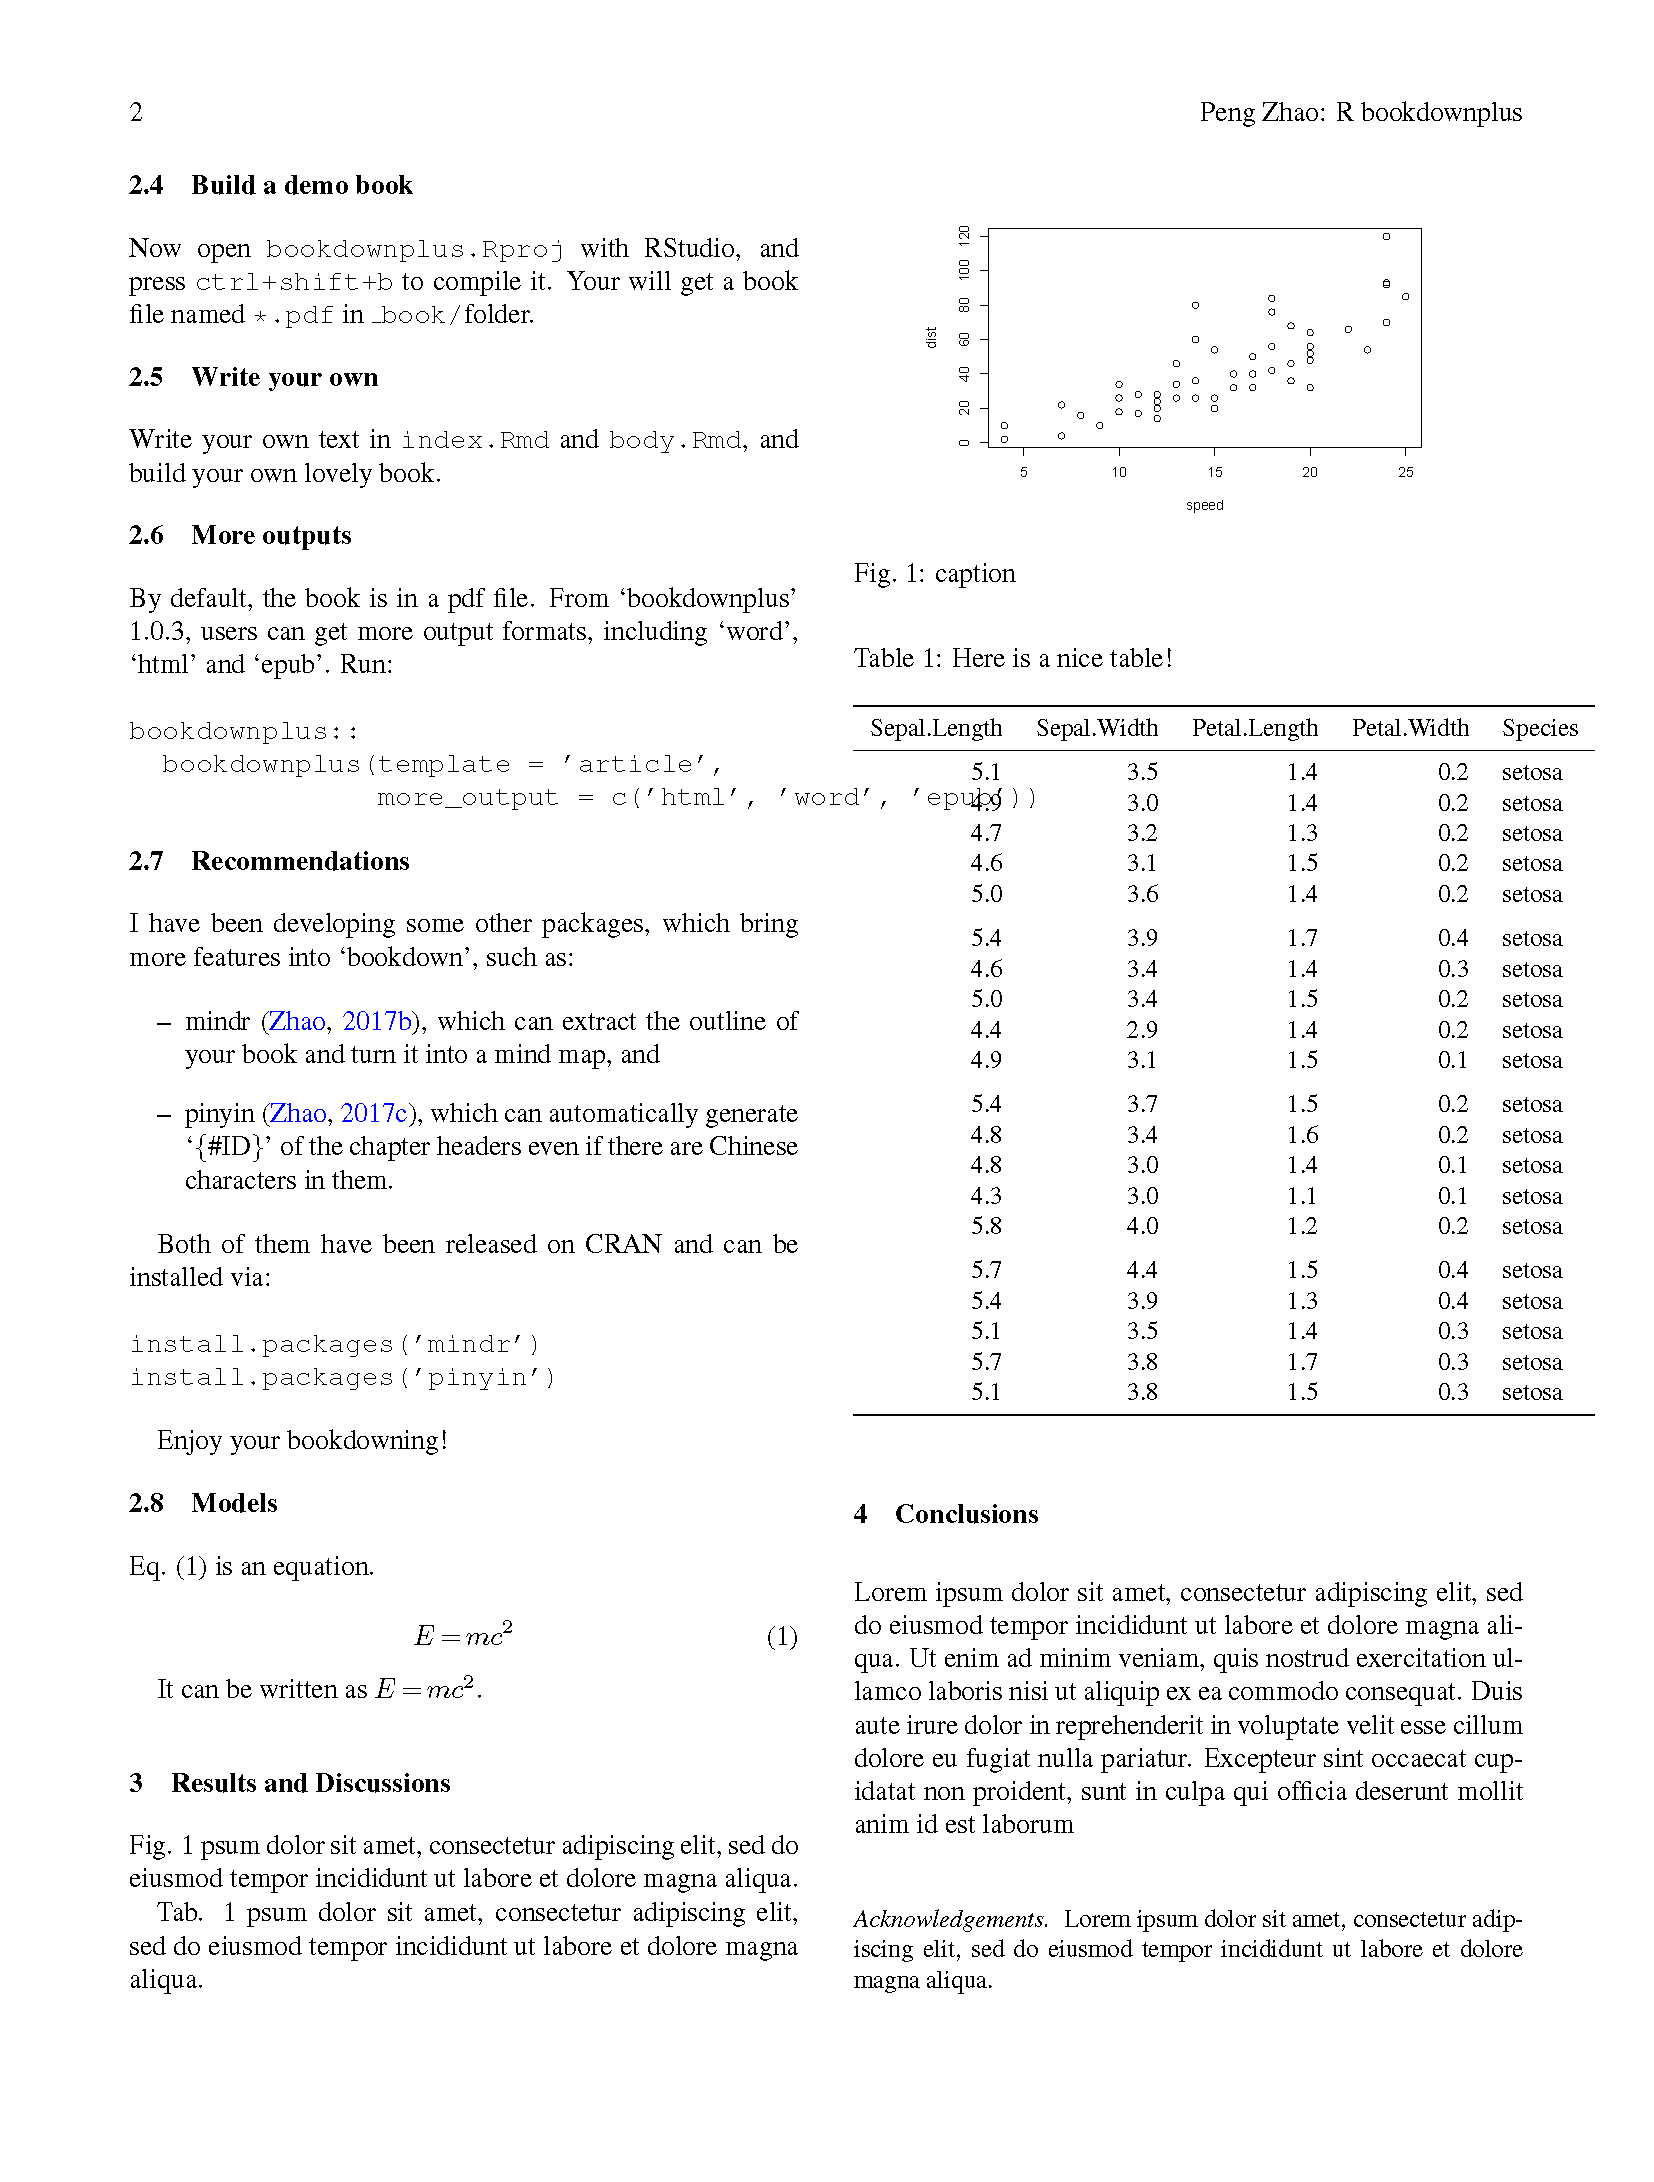 2 Peng Zhao: R bookdownplus
2.4 Build a demo book
Now open bookdownplus.Rproj with RStudio, and
press ctrl+shift+b to compile it. Your will get a book
file named *.pdf in _book/folder.
2.5 Write your own
Write your own text in index.Rmd and body.Rmd, and
build your own lovely book.
2.6 More outputs
By default, the book is in a pdf file. From ‘bookdownplus’
1.0.3, users can get more output formats, including ‘word’,
‘html’ and ‘epub’. Run:
bookdownplus::
bookdownplus(template = 'article',
more_output = c('html', 'word', 'epub'))
2.7 Recommendations
I have been developing some other packages, which bring
more features into ‘bookdown’, such as:
– mindr (Zhao, 2017b), which can extract the outline of
your book and turn it into a mind map, and
– pinyin (Zhao, 2017c), which can automatically generate
‘{#ID}’ of the chapter headers even if there are Chinese
characters in them.
Both of them have been released on CRAN and can be
installed via:
install.packages('mindr')
install.packages('pinyin')
Enjoy your bookdowning!
2.8 Models
Eq. (1) is an equation.
E = mc² (1)
It can be written as E = mc².
3 Results and Discussions
Fig. 1 psum dolor sit amet, consectetur adipiscing elit, sed do
eiusmod tempor incididunt ut labore et dolore magna aliqua.
Tab. 1 psum dolor sit amet, consectetur adipiscing elit,
sed do eiusmod tempor incididunt ut labore et dolore magna
aliqua.
120
100
80
60
40
20
0
dist
5 10 15 20 25
speed
Fig. 1: caption
Table 1: Here is a nice table!
Sepal.Length Sepal.Width Petal.Length Petal.Width Species
5.1 3.5 1.4 0.2 setosa
4.9 3.0 1.4 0.2 setosa
4.7 3.2 1.3 0.2 setosa
4.6 3.1 1.5 0.2 setosa
5.0 3.6 1.4 0.2 setosa
5.4 3.9 1.7 0.4 setosa
4.6 3.4 1.4 0.3 setosa
5.0 3.4 1.5 0.2 setosa
4.4 2.9 1.4 0.2 setosa
4.9 3.1 1.5 0.1 setosa
5.4 3.7 1.5 0.2 setosa
4.8 3.4 1.6 0.2 setosa
4.8 3.0 1.4 0.1 setosa
4.3 3.0 1.1 0.1 setosa
5.8 4.0 1.2 0.2 setosa
5.7 4.4 1.5 0.4 setosa
5.4 3.9 1.3 0.4 setosa
5.1 3.5 1.4 0.3 setosa
5.7 3.8 1.7 0.3 setosa
5.1 3.8 1.5 0.3 setosa
4 Conclusions
Lorem ipsum dolor sit amet, consectetur adipiscing elit, sed
do eiusmod tempor incididunt ut labore et dolore magna ali-
qua. Ut enim ad minim veniam, quis nostrud exercitation ul-
lamco laboris nisi ut aliquip ex ea commodo consequat. Duis
aute irure dolor in reprehenderit in voluptate velit esse cillum
dolore eu fugiat nulla pariatur. Excepteur sint occaecat cup-
idatat non proident, sunt in culpa qui officia deserunt mollit
anim id est laborum
Acknowledgements. Lorem ipsum dolor sit amet, consectetur adip-
iscing elit, sed do eiusmod tempor incididunt ut labore et dolore
magna aliqua.